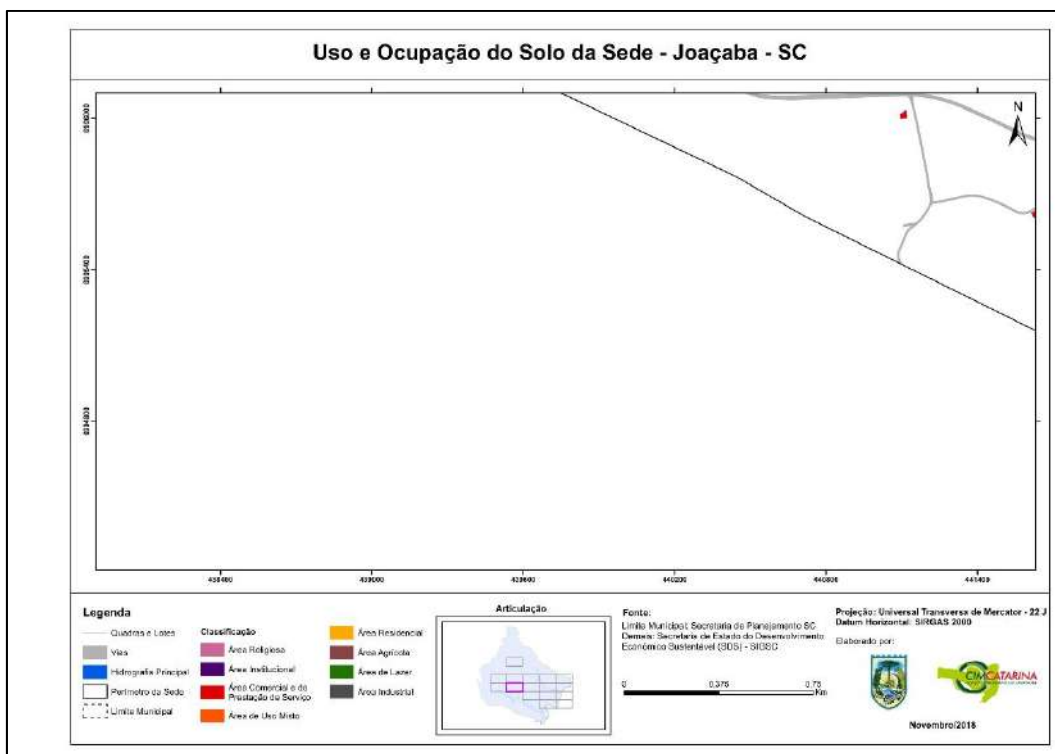 Uso e Ocupação do Solo da Sede - Joaçaba - SC
N
438400
439000
439600
440200
440800
441400
Legenda
Quadras e Lotes
Vias
Hidrografia Principal
Perímetro da Sede
Limite Municipal
Classificação
Área Religiosa
Área Institucional
Área Comercial e de
Prestação de Serviço
Área de Uso Misto
Área Residencial
Área Agrícola
Área de Lazer
Área Industrial
Articulação
Fonte:
Limite Municipal: Secretaria de Planejamento SC
Demais: Secretaria de Estado do Desenvolvimento
Econômico Sustentável (SDS) - SIGSC
0 0,375 0,75
Km
Projeção: Universal Transversa de Mercator - 22 J
Datum Horizontal: SIRGAS 2000
Elaborado por:
CIMCATARINA
Novembro/2018